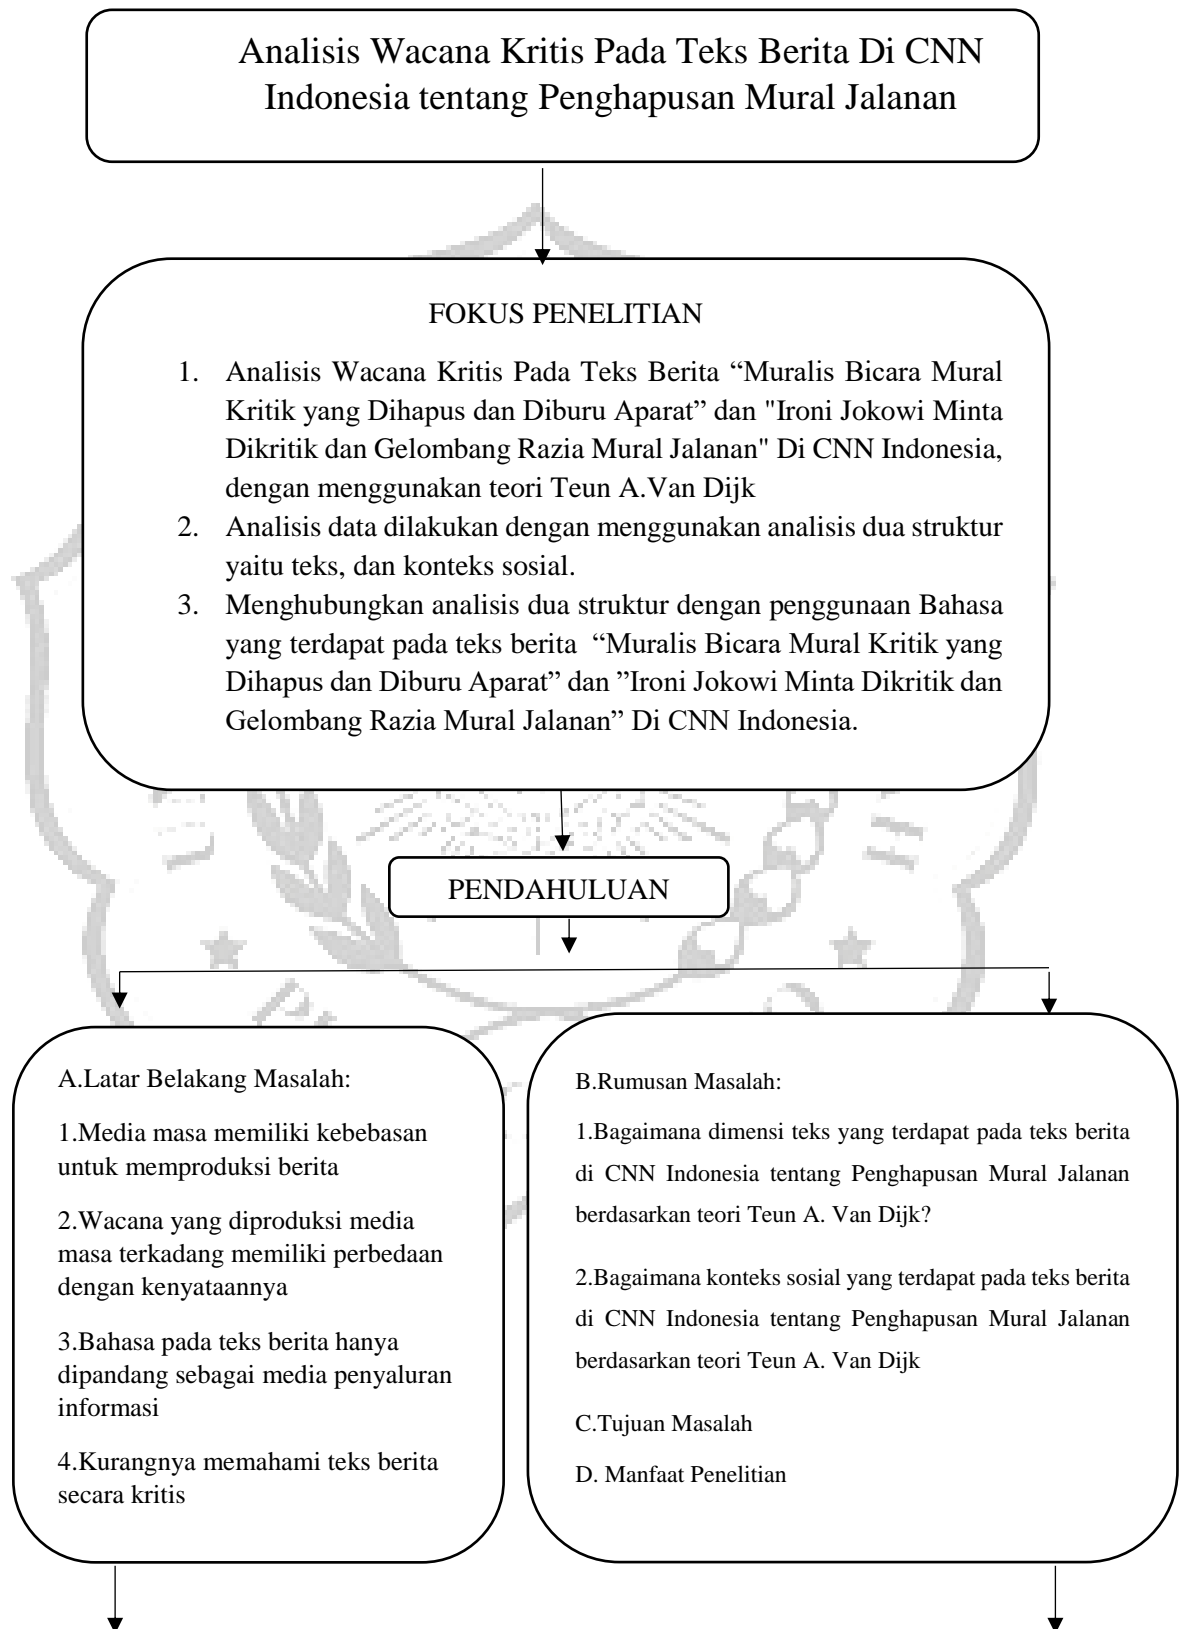 Analisis Wacana Kritis Pada Teks Berita Di CNN
Indonesia tentang Penghapusan Mural Jalanan
FOKUS PENELITIAN
1. Analisis Wacana Kritis Pada Teks Berita “Muralis Bicara Mural
Kritik yang Dihapus dan Diburu Aparat” dan "Ironi Jokowi Minta
Dikritik dan Gelombang Razia Mural Jalanan" Di CNN Indonesia,
dengan menggunakan teori Teun A.Van Dijk
2. Analisis data dilakukan dengan menggunakan analisis dua struktur
yaitu teks, dan konteks sosial.
3. Menghubungkan analisis dua struktur dengan penggunaan Bahasa
yang terdapat pada teks berita “Muralis Bicara Mural Kritik yang
Dihapus dan Diburu Aparat” dan ”Ironi Jokowi Minta Dikritik dan
Gelombang Razia Mural Jalanan” Di CNN Indonesia.
PENDAHULUAN
A.Latar Belakang Masalah:
1.Media masa memiliki kebebasan
untuk memproduksi berita
2.Wacana yang diproduksi media
masa terkadang memiliki perbedaan
dengan kenyataannya
3.Bahasa pada teks berita hanya
dipandang sebagai media penyaluran
informasi
4.Kurangnya memahami teks berita
secara kritis
B.Rumusan Masalah:
1.Bagaimana dimensi teks yang terdapat pada teks berita
di CNN Indonesia tentang Penghapusan Mural Jalanan
berdasarkan teori Teun A. Van Dijk?
2.Bagaimana konteks sosial yang terdapat pada teks berita
di CNN Indonesia tentang Penghapusan Mural Jalanan
berdasarkan teori Teun A. Van Dijk
C.Tujuan Masalah
D. Manfaat Penelitian